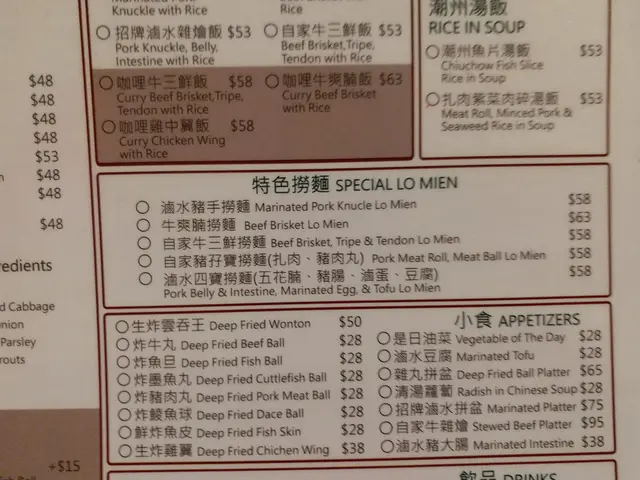 Knuckle with Rice
Tendon with Rice
招牌滷水雜燴飯 $53
Pork Knuckle, Belly,
Intestine with Rice
自家牛三鮮飯 $53
Beef Brisket,Tripe,
Tendon with Rice
咖哩牛三鮮飯 $58
Curry Beef Brisket,Tripe,
Tendon with Rice
咖哩牛爽腩飯 $63
Curry Beef Brisket
with Rice
咖哩雞中翼飯 $58
Curry Chicken Wing
with Rice
潮州湯飯
RICE IN SOUP
潮州魚片湯飯 $53
Chiuchow Fish Slice
Rice in Soup
扎肉紫菜肉碎湯飯 $53
Meat Roll, Minced Pork &
Seaweed Rice in Soup
$48
$48
$48
$48
$53
$48
$48
$48
redients
d Cabbage
nion
Parsley
routs
+$15
特色撈麵 SPECIAL LO MIEN
滷水豬手撈麵 Marinated Pork Knucle Lo Mien $58
牛爽腩撈麵 Beef Brisket Lo Mien $63
自家牛三鮮撈麵 Beef Brisket, Tripe & Tendon Lo Mien $58
自家豬孖寶撈麵(扎肉、豬肉丸) Pork Meat Roll, Meat Ball Lo Mien $58
滷水四寶撈麵(五花腩、豬腸、滷蛋、豆腐) $58
Pork Belly & Intestine, Marinated Egg, & Tofu Lo Mien
小食 APPETIZERS
生炸雲吞王 Deep Fried Wonton $50
炸牛丸 Deep Fried Beef Ball $28
炸魚旦 Deep Fried Fish Ball $28
炸墨魚丸 Deep Fried Cuttlefish Ball $28
炸豬肉丸 Deep Fried Pork Meat Ball $28
炸鯪魚球 Deep Fried Dace Ball $28
鮮炸魚皮 Deep Fried Fish Skin $28
生炸雞翼 Deep Fried Chichen Wing $38
是日油菜 Vegetable of The Day $28
滷水豆腐 Marinated Tofu $28
雜丸拼盆 Deep Fried Ball Platter $65
清湯蘿蔔 Radish in Chinese Soup $28
招牌滷水拼盆 Marinated Platter $75
自家牛雜燴 Stewed Beef Platter $95
滷水豬大腸 Marinated Intestine $38
飲品 DRINKS